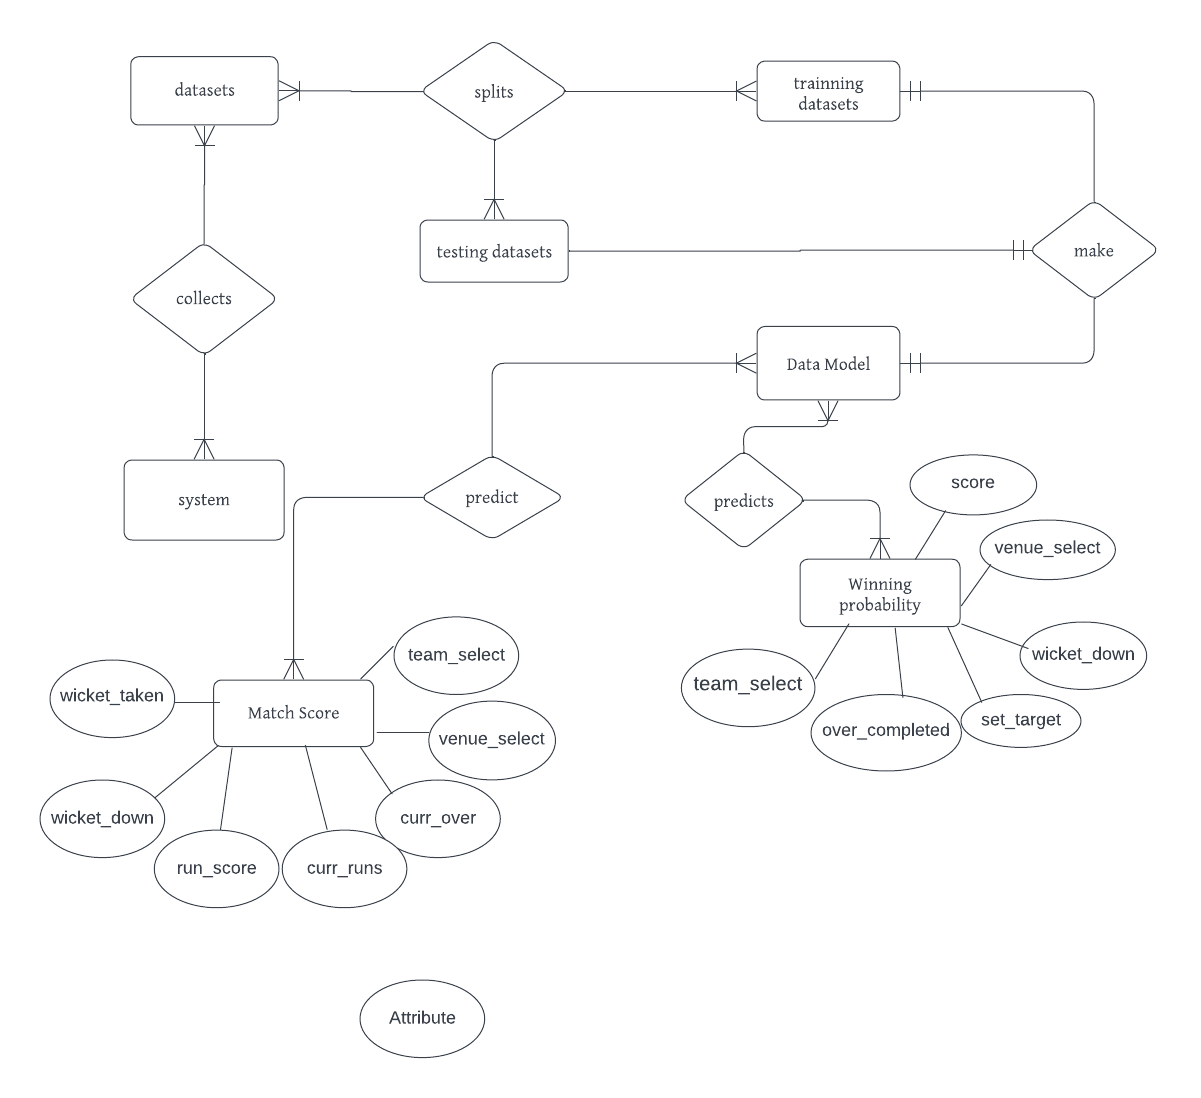 datasets
splits
trainning
datasets
testing datasets
make
collects
Data Model
system
predict
predicts
score
venue_select
Winning
probability
wicket_down
team_select
over_completed
set_target
team_select
wicket_taken
Match Score
venue_select
wicket_down
curr_over
run_score
curr_runs
Attribute